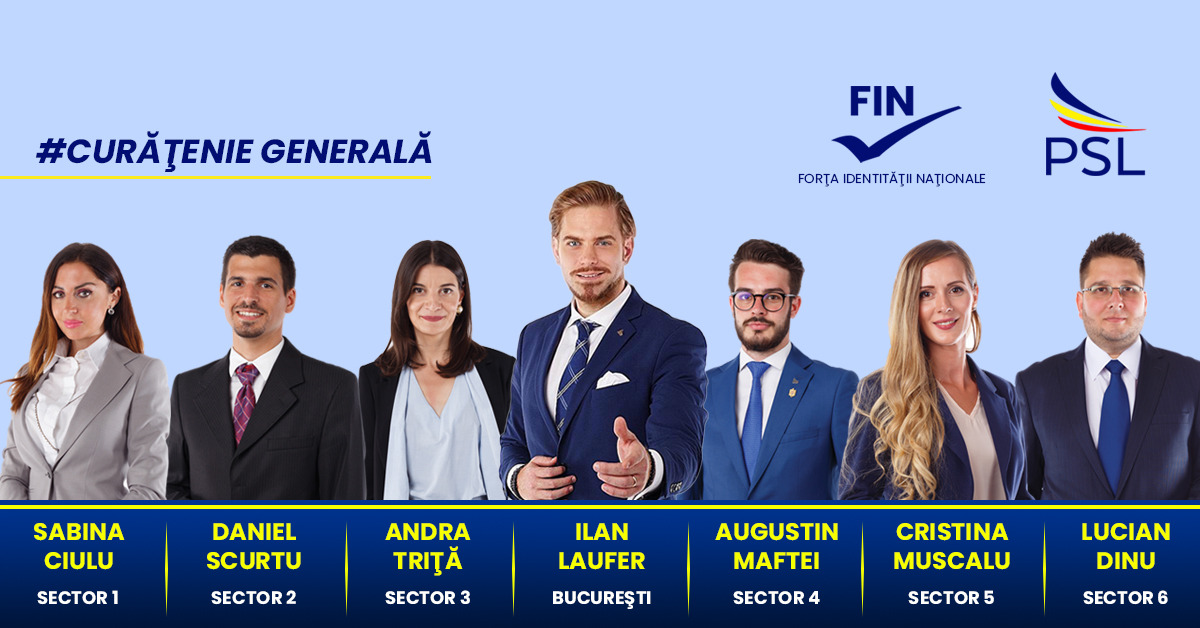 #CURĂŢENIE GENERALĂ
FIN
FORŢA IDENTITĂŢII NAŢIONALE
PSL
SABINA
CIULU
SECTOR 1
DANIEL
SCURTU
SECTOR 2
ANDRA
TRIŢĂ
SECTOR 3
ILAN
LAUFER
BUCUREŞTI
AUGUSTIN
MAFTEI
SECTOR 4
CRISTINA
MUSCALU
SECTOR 5
LUCIAN
DINU
SECTOR 6